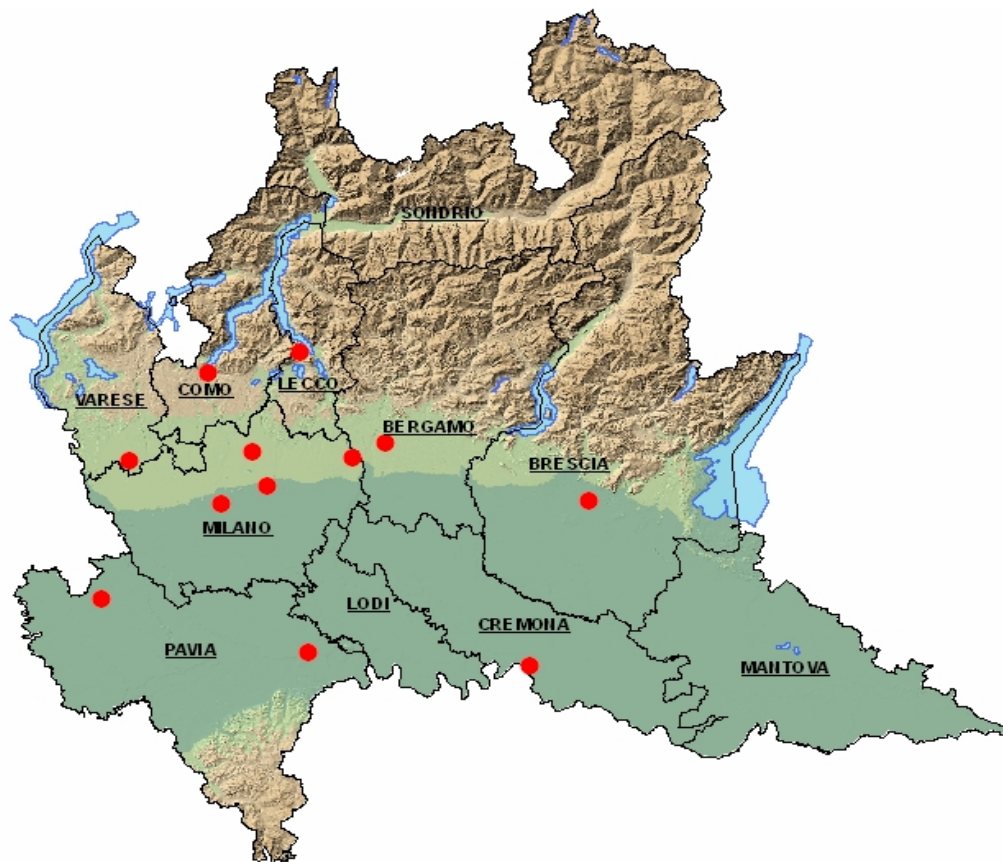 SONDRIO
COMO
LECCO
VARESE
BERGAMO
BRESCIA
MILANO
LODI
CREMONA
PAVIA
MANTOVA